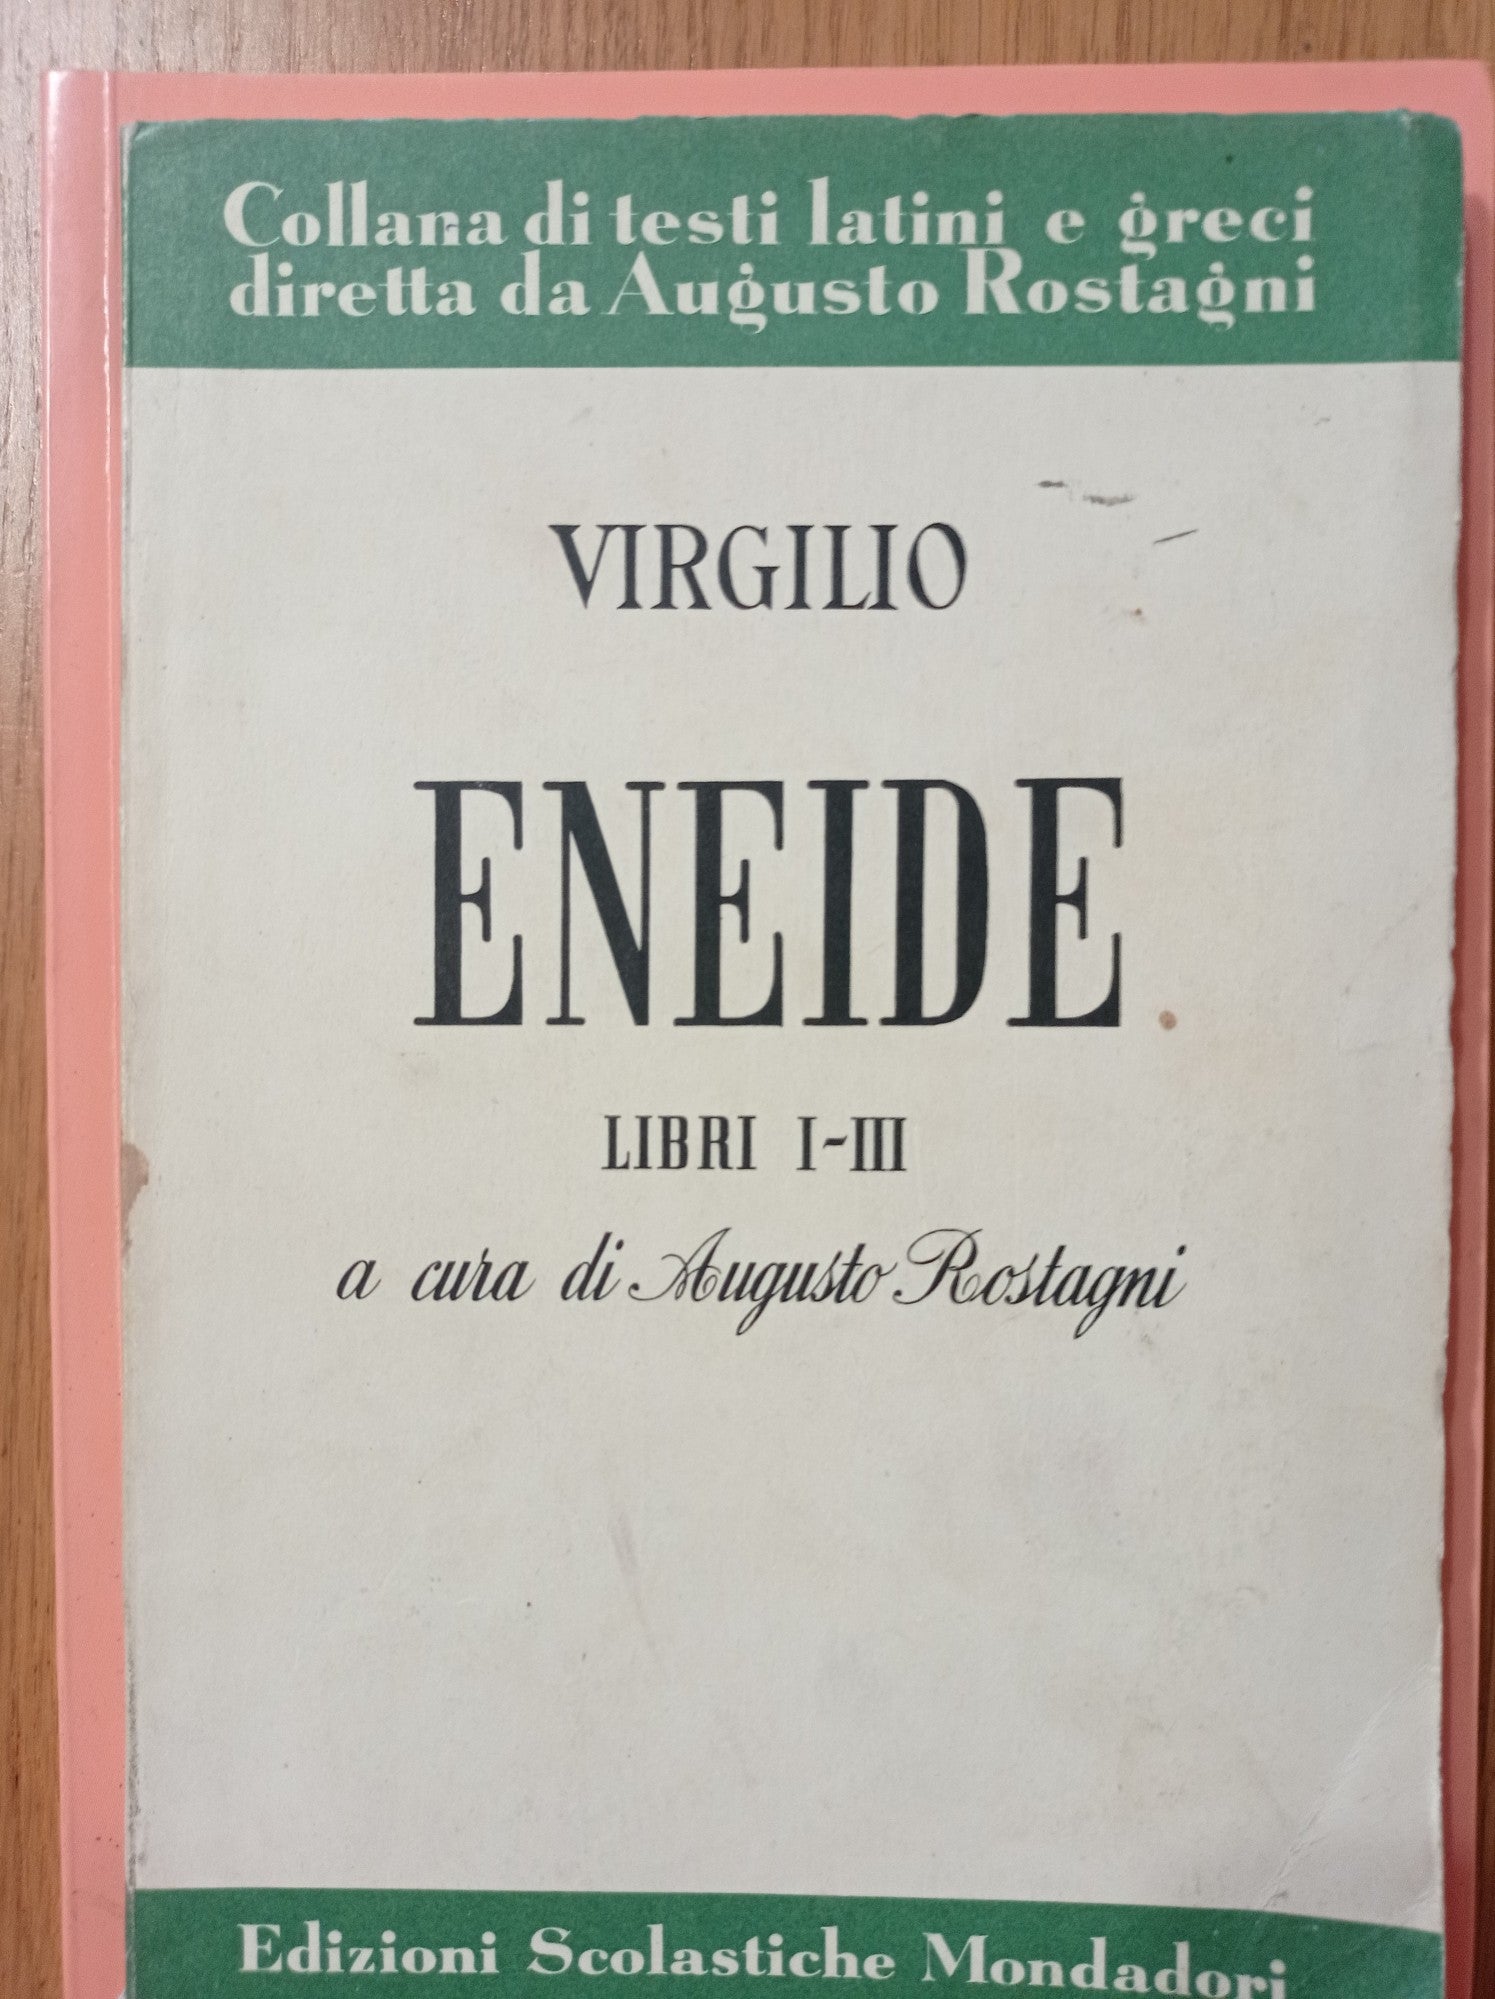 Collana di testi latini e greci
diretta da Augusto Rostagni
VIRGILIO
ENEIDE
LIBRI I-III
a cura di Augusto Rostagni
Edizioni Scolastiche Mondadori